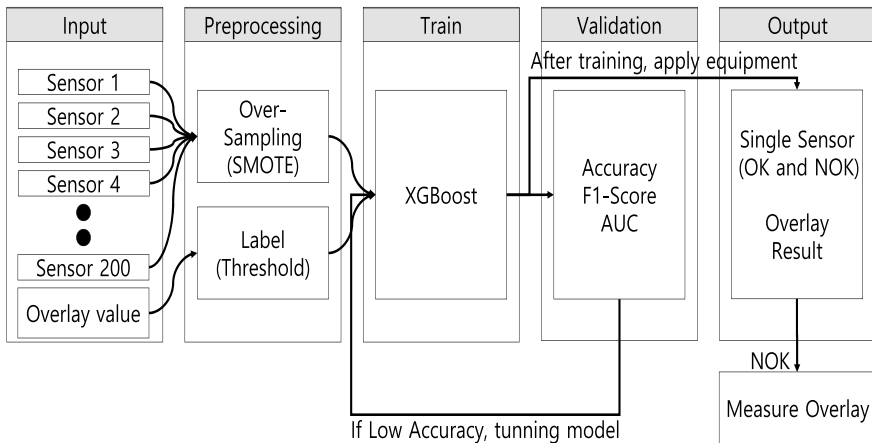 Input
Preprocessing
Train
Validation
Output
Sensor 1
Sensor 2
Sensor 3
Sensor 4
Sensor 200
Overlay value
Over-
Sampling
(SMOTE)
Label
(Threshold)
XGBoost
Accuracy
F1-Score
AUC
After training, apply equipment
Single Sensor
(OK and NOK)
Overlay
Result
NOK
Measure Overlay
If Low Accuracy, tunning model